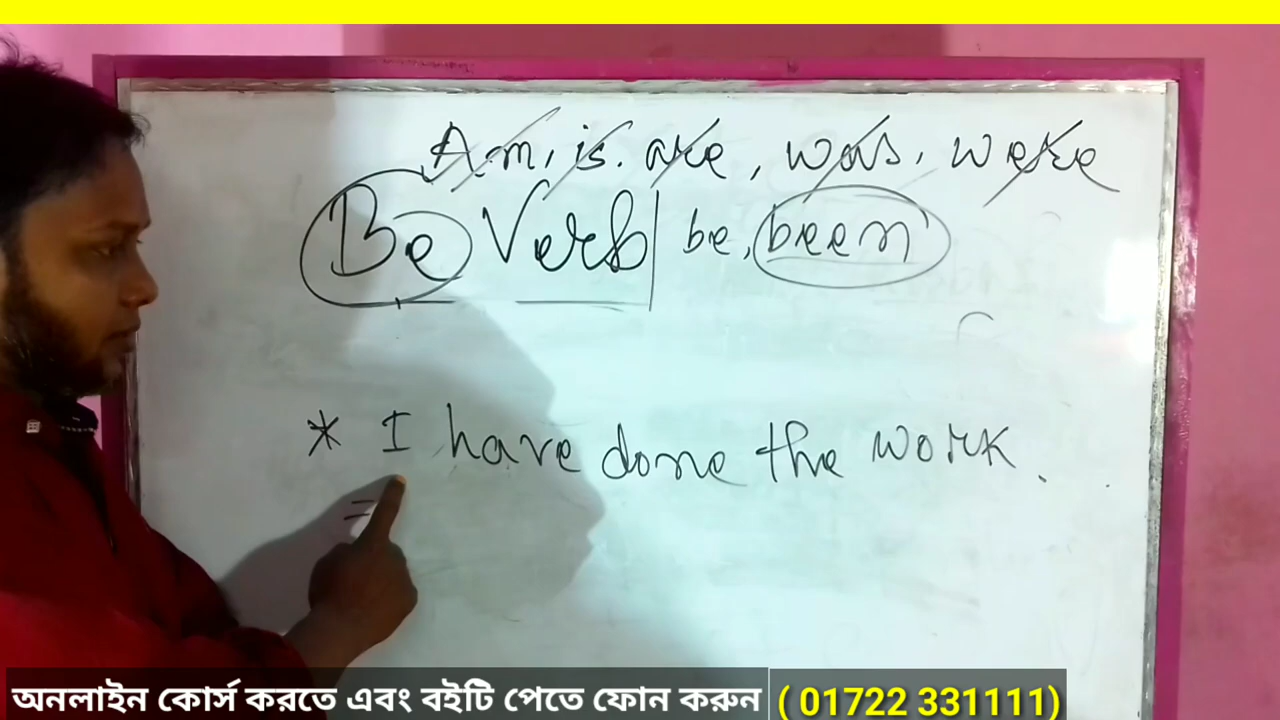 Am, is. are, was, were
Be Verb | be, been
* I have done the work.
=
অনলাইন কোর্স করতে এবং বইটি পেতে ফোন করুন ( 01722 331111)